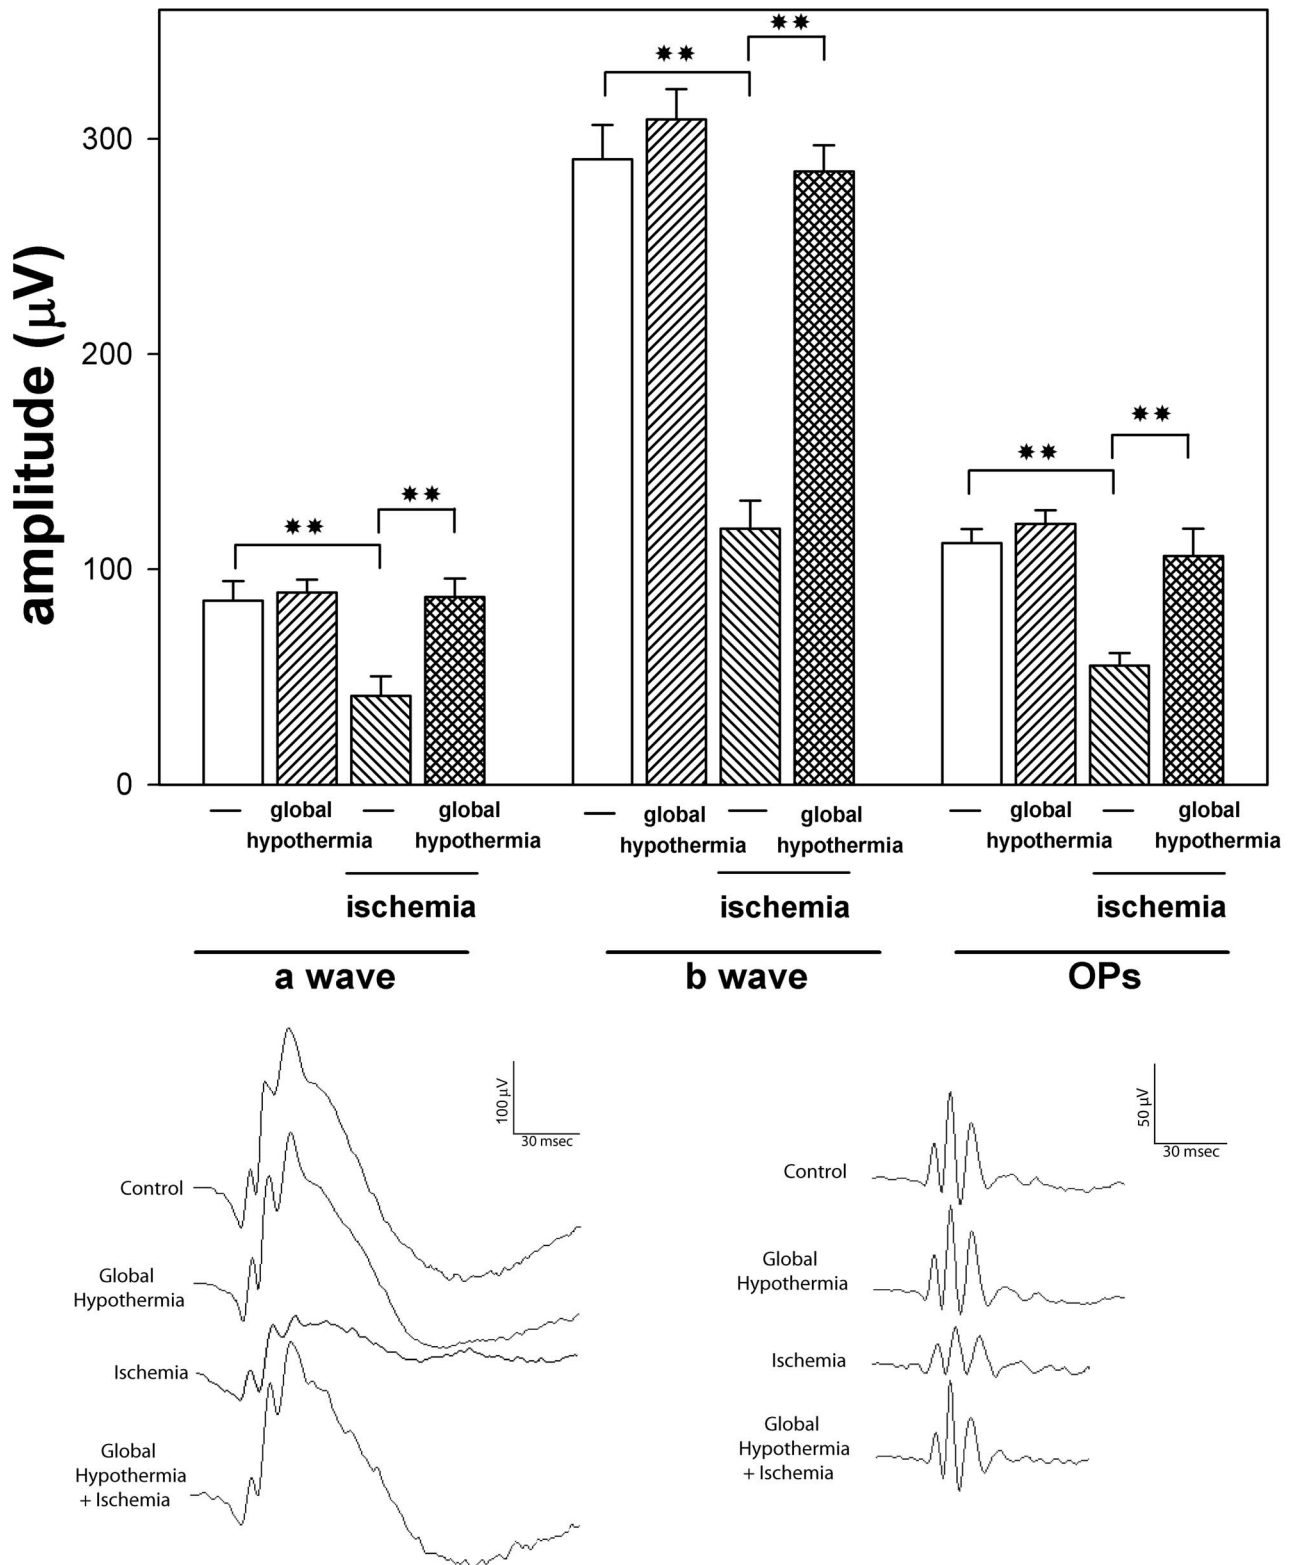 amplitude (µV)
300
200
100
0
** ** ** ** ** **
— global hypothermia — global hypothermia
ischemia
a wave
— global hypothermia — global hypothermia
ischemia
b wave
— global hypothermia — global hypothermia
ischemia
OPs
Control
Global
Hypothermia
Ischemia
Global
Hypothermia
+ Ischemia
100 µV
30 msec
Control
Global
Hypothermia
Ischemia
Global
Hypothermia
+ Ischemia
50 µV
30 msec